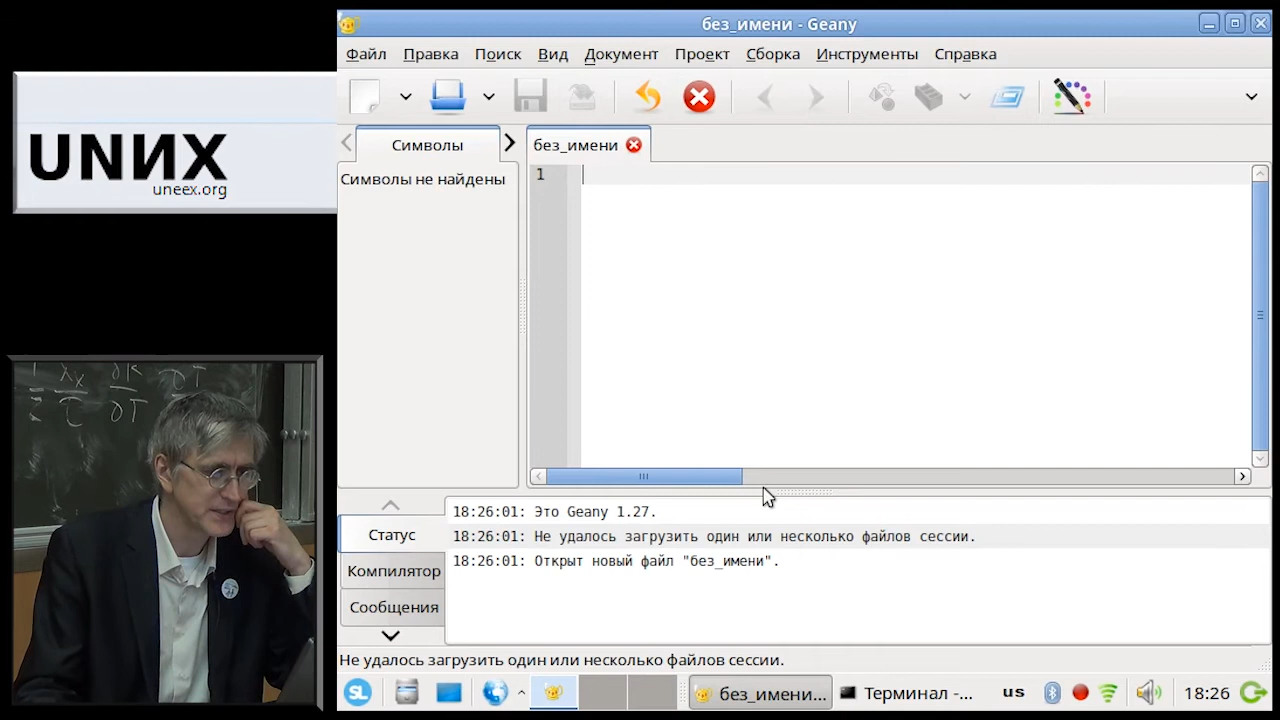 UNИX
uneex.org
без_имени - Geany
Файл Правка Поиск Вид Документ Проект Сборка Инструменты Справка
Символы
без_имени
Символы не найдены
1
Статус
Компилятор
Сообщения
18:26:01: Это Geany 1.27.
18:26:01: Не удалось загрузить один или несколько файлов сессии.
18:26:01: Открыт новый файл "без_имени".
Не удалось загрузить один или несколько файлов сессии.
SL
без_имени...
Терминал -...
us
18:26